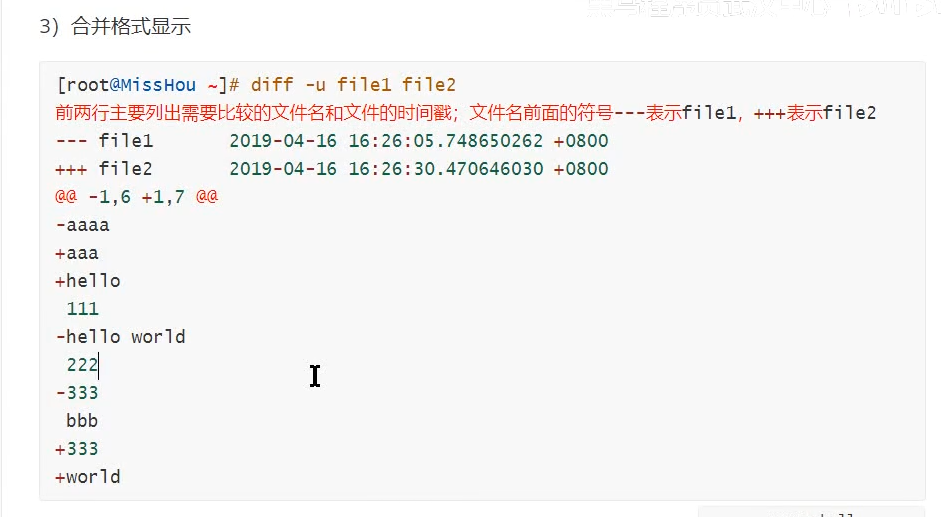 3）合并格式显示
[root@MissHou ~]# diff -u file1 file2
前两行主要列出需要比较的文件名和文件的时间戳；文件名前面的符号---表示file1，+++表示file2
--- file1       2019-04-16 16:26:05.748650262 +0800
+++ file2       2019-04-16 16:26:30.470646030 +0800
@@ -1,6 +1,7 @@
-aaaa
+aaa
+hello
 111
-hello world
 222
-333
 bbb
+333
+world